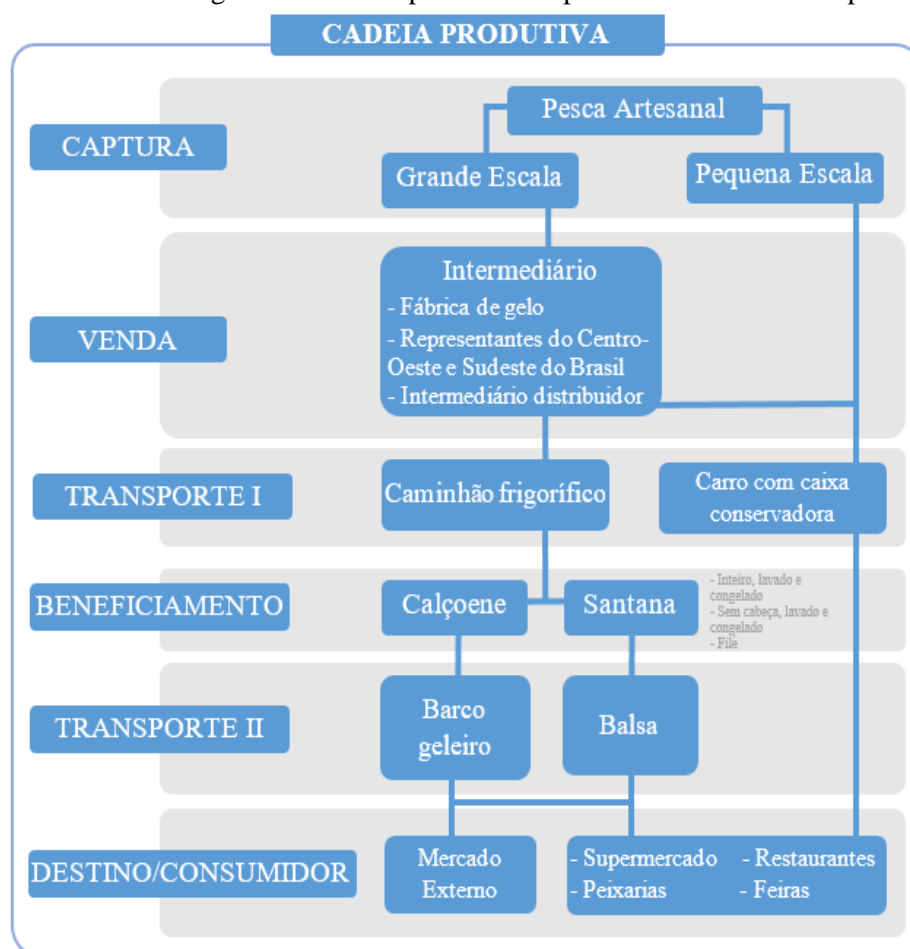 CADEIA PRODUTIVA
CAPTURA
Pesca Artesanal
Grande Escala
Pequena Escala
VENDA
Intermediário
- Fábrica de gelo
- Representantes do Centro-
Oeste e Sudeste do Brasil
- Intermediário distribuidor
TRANSPORTE I
Caminhão frigorífico
Carro com caixa
conservadora
BENEFICIAMENTO
Calçoene
Santana
- Inteiro, lavado e
congelado
- Sem cabeça, lavado e
congelado
- Filé
TRANSPORTE II
Barco
geleiro
Balsa
DESTINO/CONSUMIDOR
Mercado
Externo
- Supermercado - Restaurantes
- Peixarias - Feiras